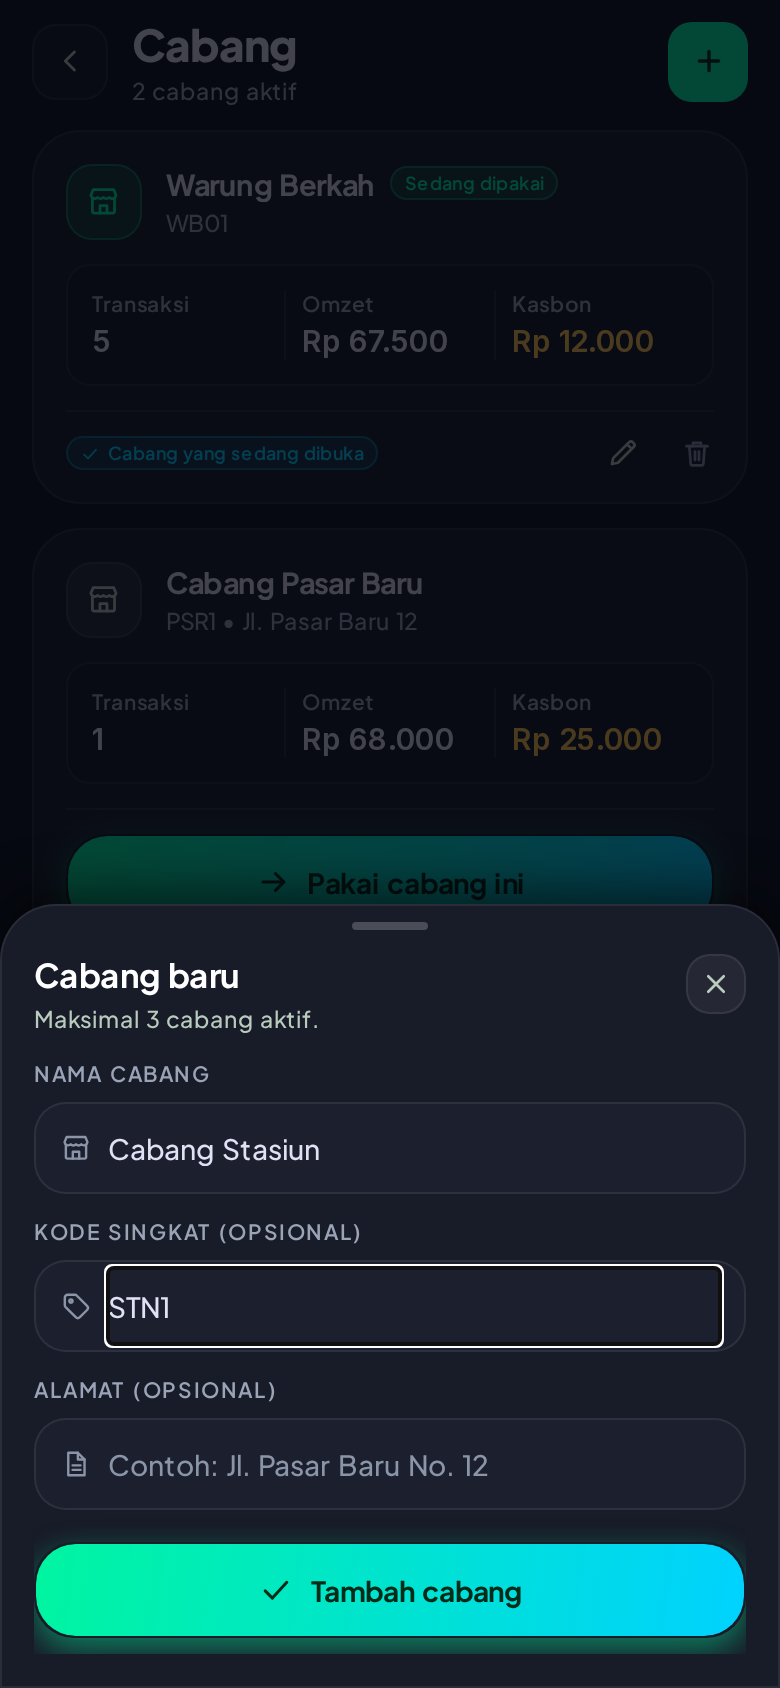 Cabang
2 cabang aktif
Warung Berkah
Sedang dipakai
WB01
Transaksi
Omzet
Kasbon
5
Rp 67.500
Rp 12.000
Cabang yang sedang dibuka
Cabang Pasar Baru
PSR1 • Jl. Pasar Baru 12
Transaksi
Omzet
Kasbon
1
Rp 68.000
Rp 25.000
Pakai cabang ini
Cabang baru
Maksimal 3 cabang aktif.
NAMA CABANG
Cabang Stasiun
KODE SINGKAT (OPSIONAL)
STN1
ALAMAT (OPSIONAL)
Contoh: Jl. Pasar Baru No. 12
Tambah cabang